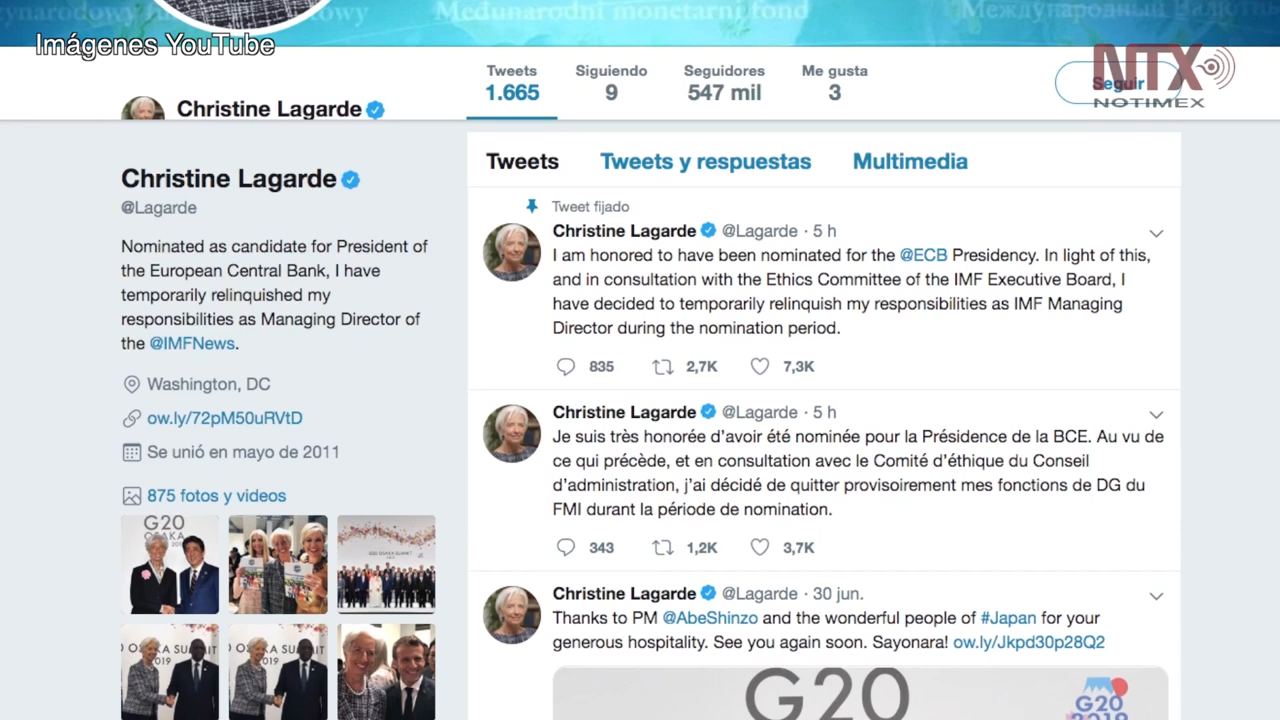 Međunarodni monetarni fond
Imágenes YouTube
Tweets
1.665
Siguiendo
9
Seguidores
547 mil
Me gusta
3
Seguir
NTX
NOTIMEX
Christine Lagarde
Christine Lagarde
@Lagarde
Nominated as candidate for President of
the European Central Bank, I have
temporarily relinquished my
responsibilities as Managing Director of
the @IMFNews.
Washington, DC
ow.ly/72pM50uRVtD
Se unió en mayo de 2011
875 fotos y videos
G20
OSAKA SUMMIT
Tweets
Tweets y respuestas
Multimedia
Tweet fijado
Christine Lagarde @Lagarde · 5 h
I am honored to have been nominated for the @ECB Presidency. In light of this,
and in consultation with the Ethics Committee of the IMF Executive Board, I
have decided to temporarily relinquish my responsibilities as IMF Managing
Director during the nomination period.
835 2,7K 7,3K
Christine Lagarde @Lagarde · 5 h
Je suis très honorée d’avoir été nominée pour la Présidence de la BCE. Au vu de
ce qui précède, et en consultation avec le Comité d’éthique du Conseil
d’administration, j’ai décidé de quitter provisoirement mes fonctions de DG du
FMI durant la période de nomination.
343 1,2K 3,7K
Christine Lagarde @Lagarde · 30 jun.
Thanks to PM @AbeShinzo and the wonderful people of #Japan for your
generous hospitality. See you again soon. Sayonara! ow.ly/Jkpd30p28Q2
G20
G20
2019